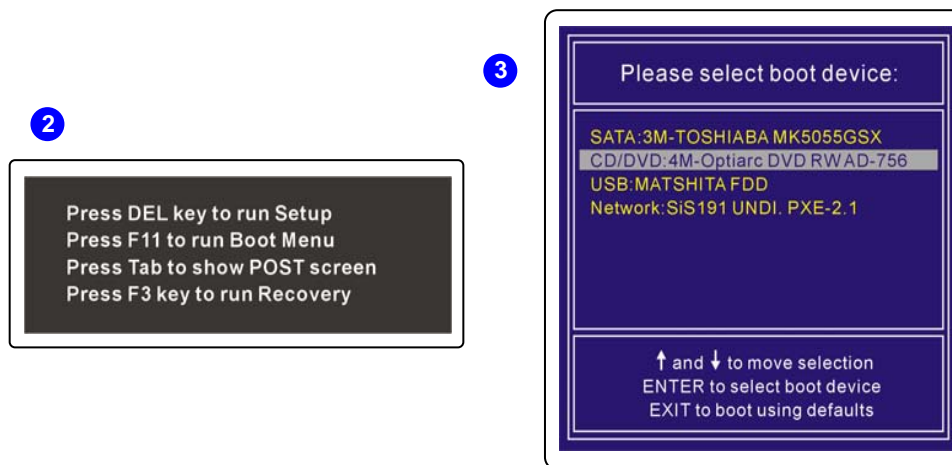 2
Press DEL key to run Setup
Press F11 to run Boot Menu
Press Tab to show POST screen
Press F3 key to run Recovery
3
Please select boot device:
SATA:3M-TOSHIABA MK5055GSX
CD/DVD:4M-Optiarc DVD RW AD-756
USB:MATSHITA FDD
Network:SiS191 UNDI. PXE-2.1
↑ and ↓ to move selection
ENTER to select boot device
EXIT to boot using defaults